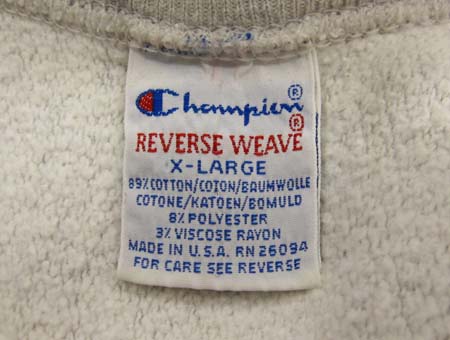 Champion®
REVERSE WEAVE®
X-LARGE
89% COTTON/COTON/BAUMWOLLE
COTONE/KATOEN/BOMULD
8% POLYESTER
3% VISCOSE RAYON
MADE IN U.S.A. RN 26094
FOR CARE SEE REVERSE